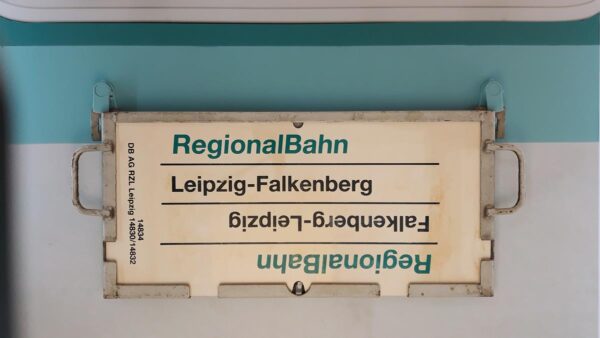 RegionalBahn
Leipzig-Falkenberg
Falkenberg-Leipzig
RegionalBahn
14834
DB AG RZL Leipzig 14830/14832